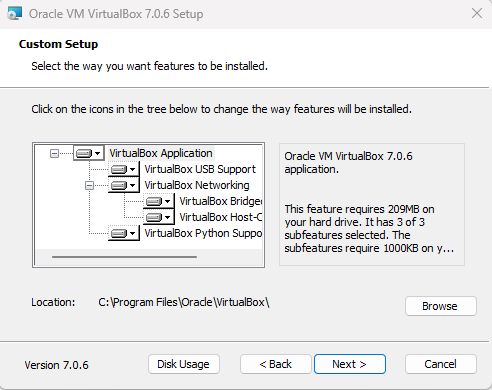 Oracle VM VirtualBox 7.0.6 Setup
Custom Setup
Select the way you want features to be installed.
Click on the icons in the tree below to change the way features will be installed.
VirtualBox Application
VirtualBox USB Support
VirtualBox Networking
VirtualBox Bridge
VirtualBox Host-C
VirtualBox Python Suppo
Oracle VM VirtualBox 7.0.6
application.
This feature requires 209MB on
your hard drive. It has 3 of 3
subfeatures selected. The
subfeatures require 1000KB on y...
Location:
C:\Program Files\Oracle\VirtualBox\
Browse
Version 7.0.6
Disk Usage
< Back
Next >
Cancel